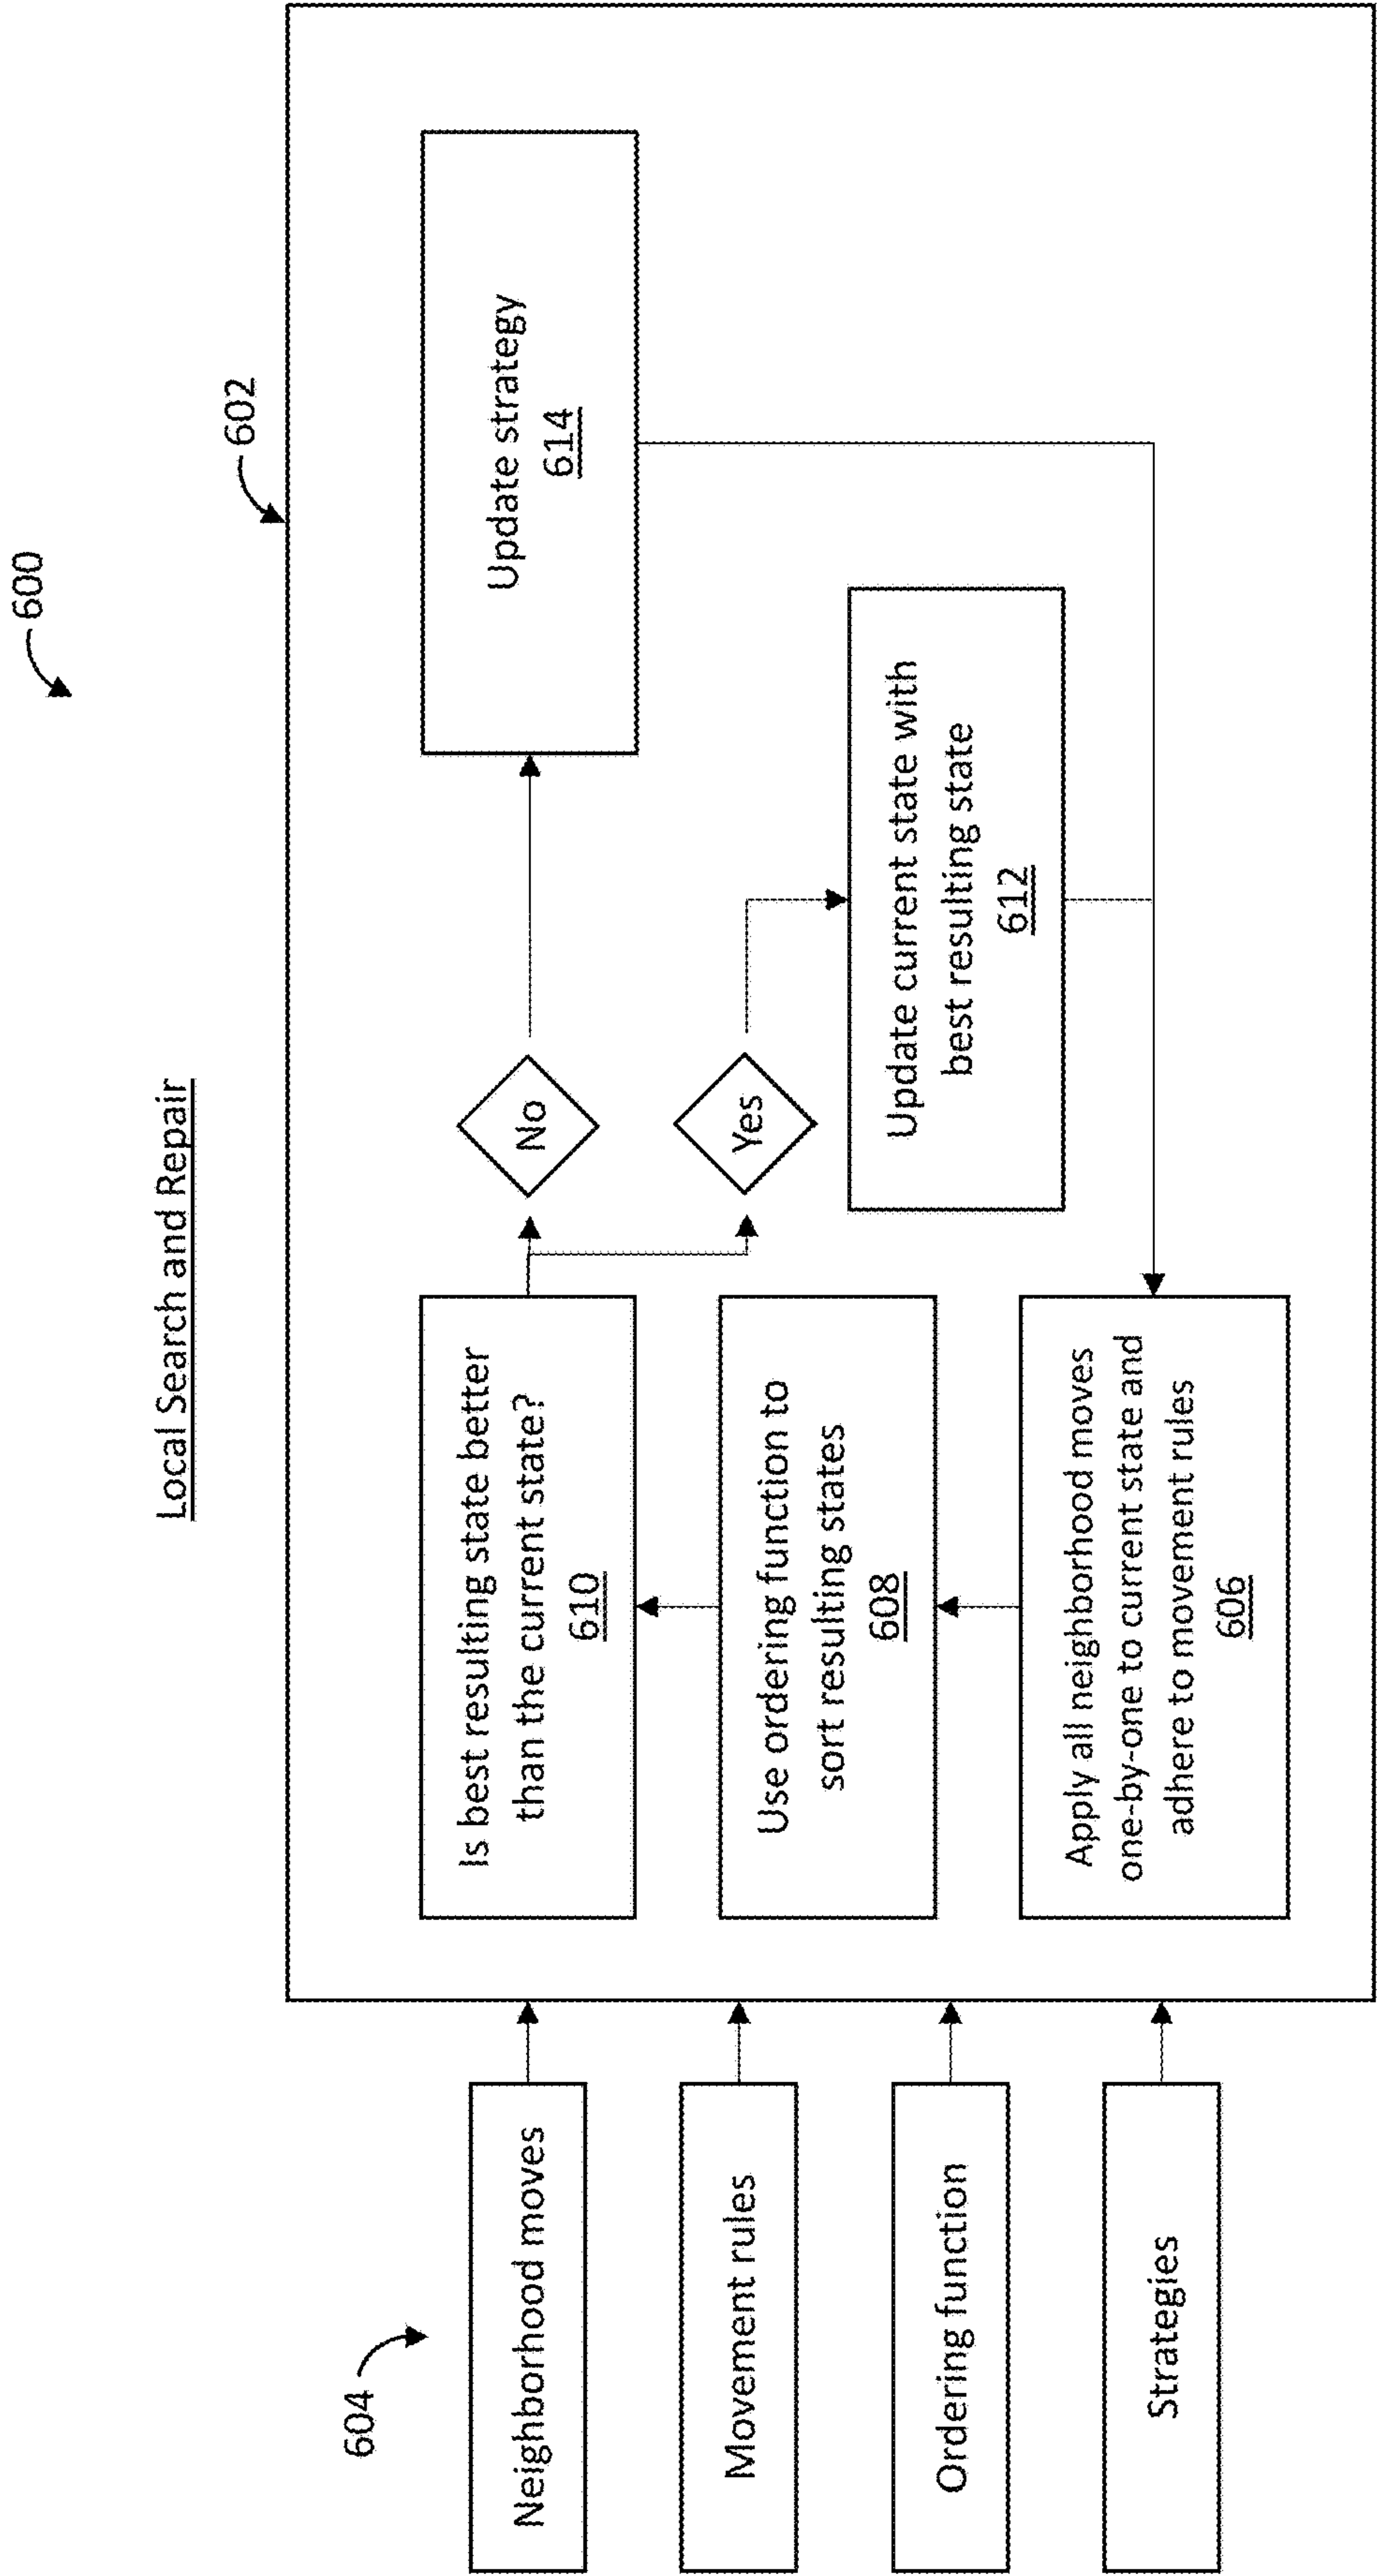 600
Local Search and Repair
602
604
Neighborhood moves
Movement rules
Ordering function
Strategies
Is best resulting state better
than the current state?
610
Use ordering function to
sort resulting states
608
Apply all neighborhood moves
one-by-one to current state and
adhere to movement rules
606
No
Yes
Update strategy
614
Update current state with
best resulting state
612